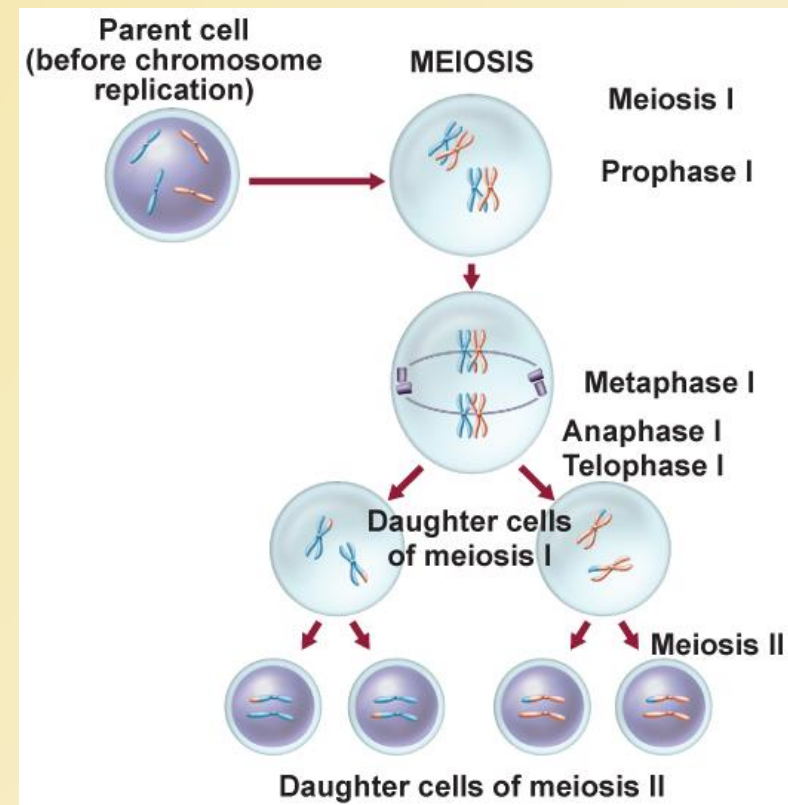 Parent cell
(before chromosome
replication)
MEIOSIS
Meiosis I
Prophase I
Metaphase I
Anaphase I
Telophase I
Daughter cells
of meiosis I
Meiosis II
Daughter cells of meiosis II